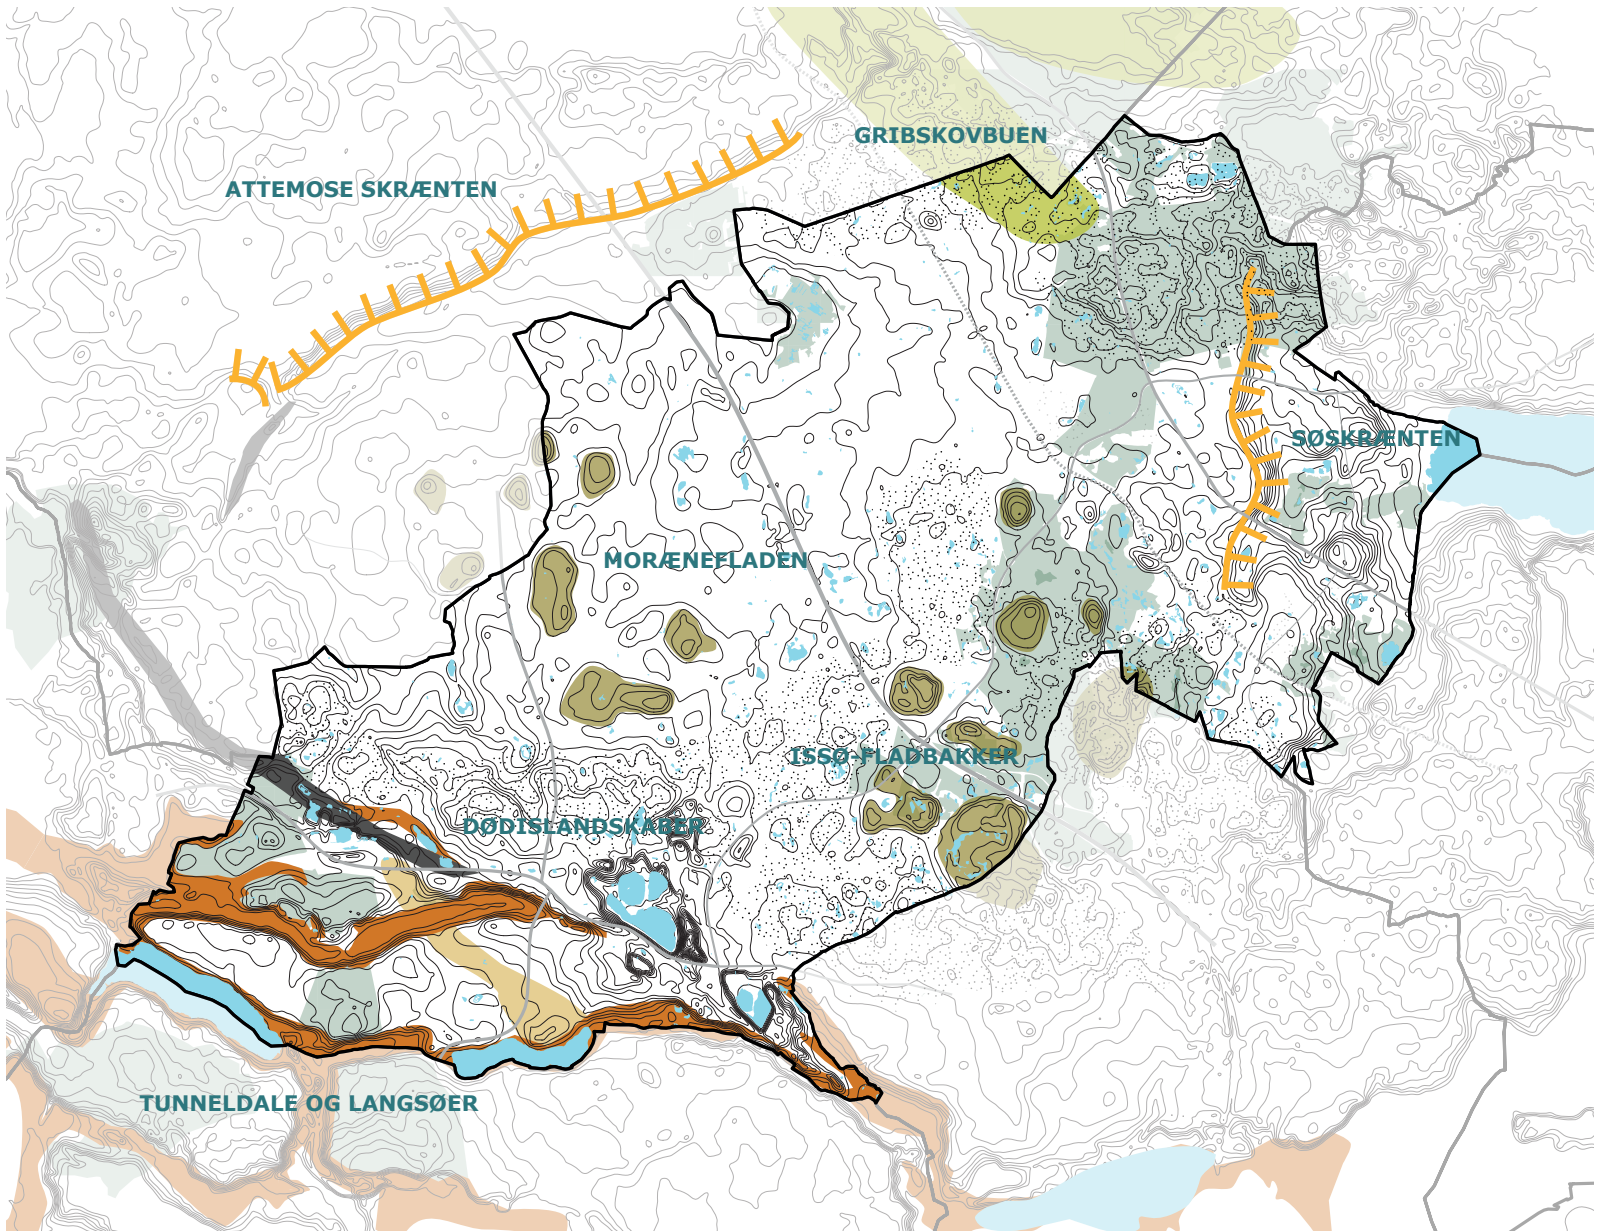 GRIBSKOVBUEN
ATTEMOSE SKRÆNTEN
SØSKRÆNTEN
MORÆNEFLADEN
ISSØ-FLADBAKKER
DØDISLANDSKABER
TUNNELDALE OG LANGSØER